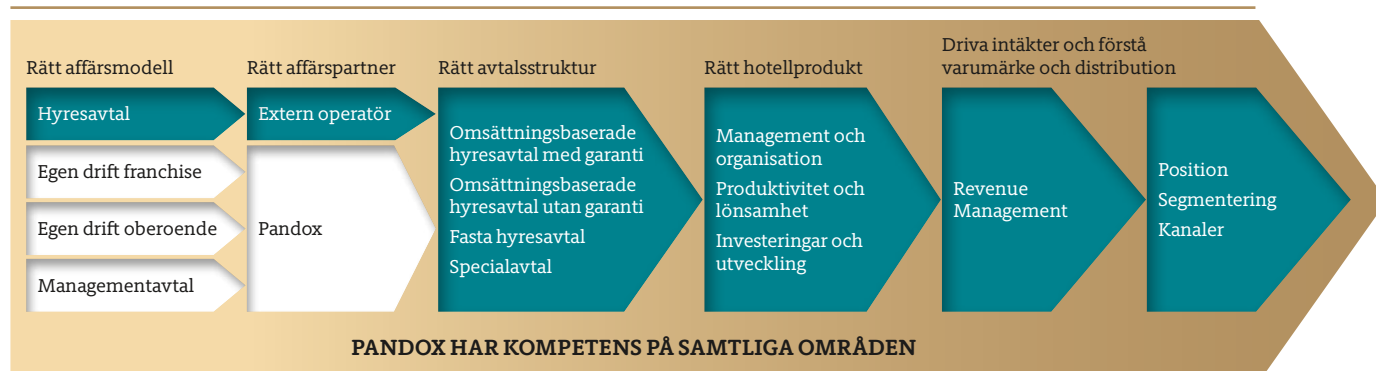 Rätt affärsmodell
Hyresavtal
Egen drift franchise
Egen drift oberoende
Managementavtal
Rätt affärspartner
Extern operatör
Pandox
Rätt avtalsstruktur
Omsättningsbaserade
hyresavtal med garanti
Omsättningsbaserade
hyresavtal utan garanti
Fasta hyresavtal
Specialavtal
Rätt hotellprodukt
Management och
organisation
Produktivitet och
lönsamhet
Investeringar och
utveckling
Driva intäkter och förstå
varumärke och distribution
Revenue
Management
Position
Segmentering
Kanaler
PANDOX HAR KOMPETENS PÅ SAMTLIGA OMRÅDEN